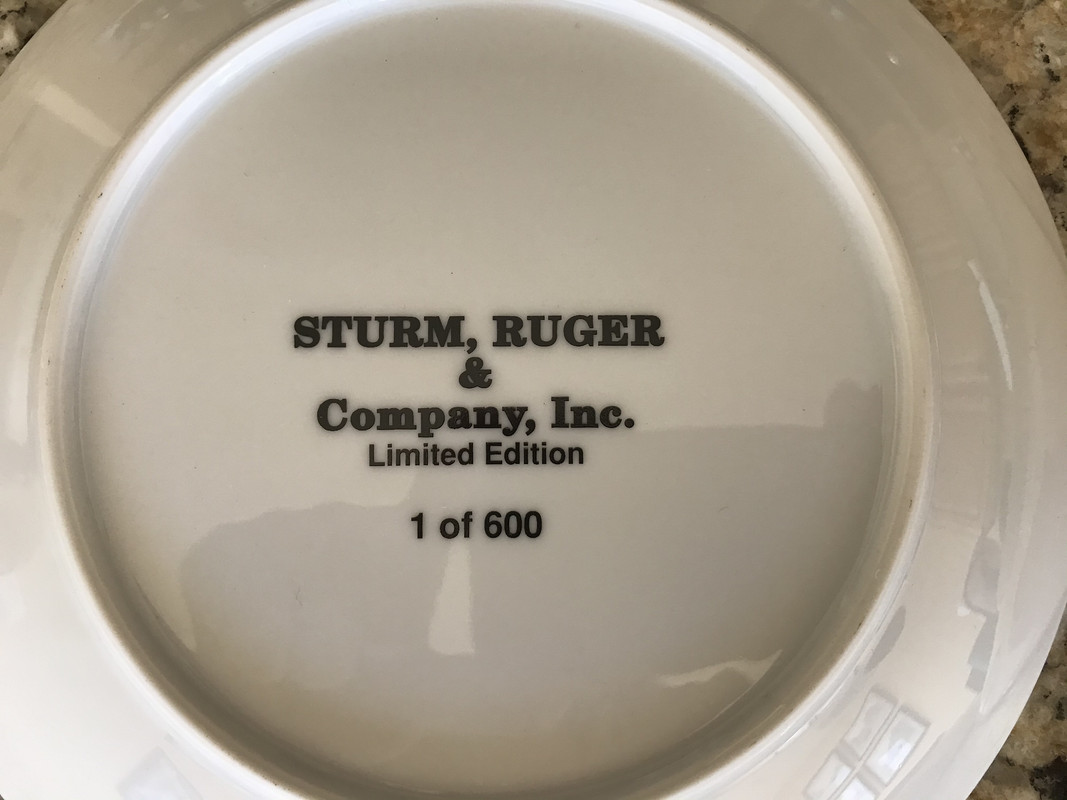 STURM, RUGER
&
Company, Inc.
Limited Edition
1 of 600